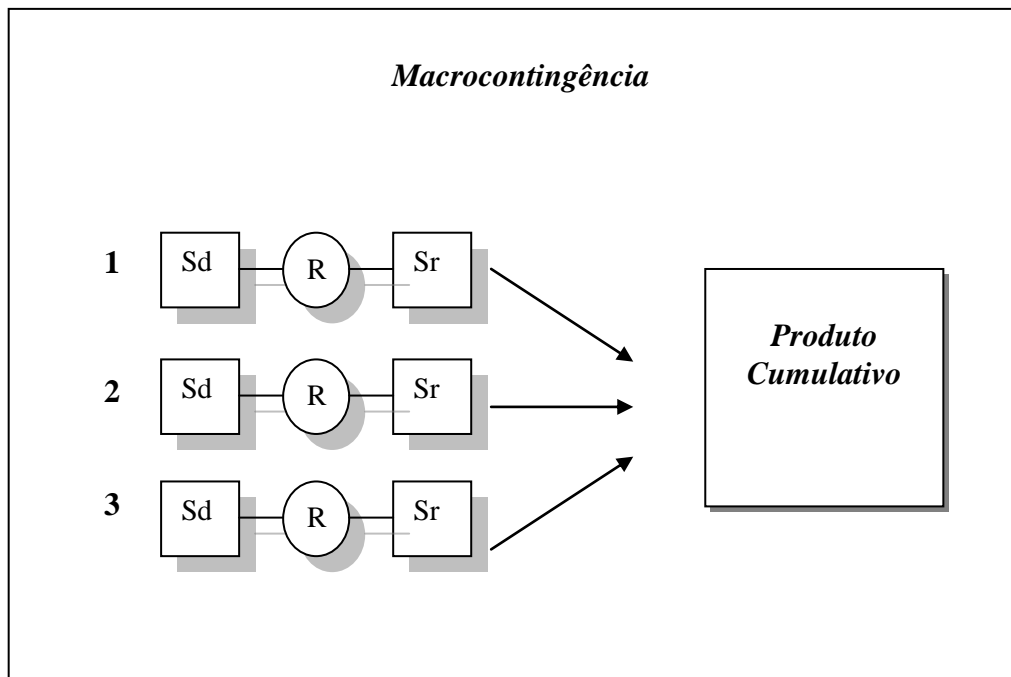 Macrocontingência
1 Sd R Sr
2 Sd R Sr
3 Sd R Sr
Produto
Cumulativo